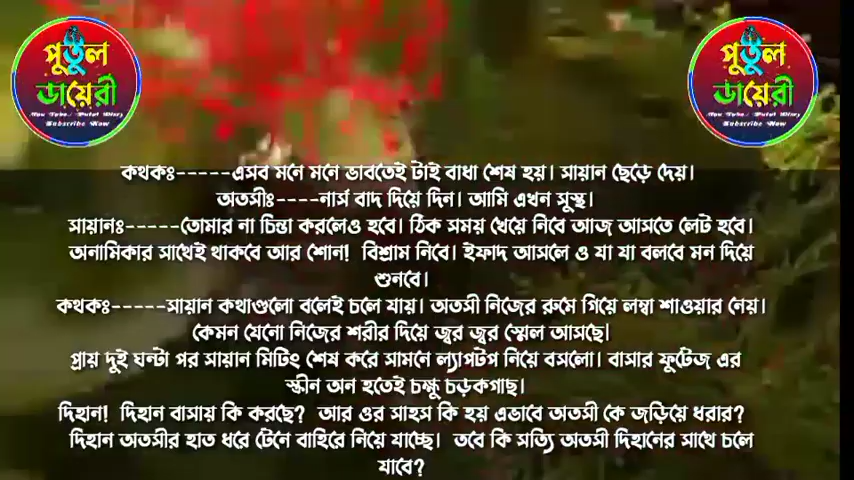 পুতুল
ডায়েরী
পুতুল
ডায়েরী
কথকঃ-----এসব মনে মনে ভাবতেই টাই বাধা শেষ হয়। সায়ান ছেড়ে দেয়।
অতসীঃ----নার্স বাদ দিয়ে দিন। আমি এখন সুস্থ।
সায়ানঃ-----তোমার না চিন্তা করলেও হবে। ঠিক সময় খেয়ে নিবে আজ আসতে লেট হবে।
অনামিকার সাথেই থাকবে আর শোন! বিশ্রাম নিবে। ইফাদ আসলে ও যা যা বলবে মন দিয়ে
শুনবে।
কথকঃ-----সায়ান কথাগুলো বলেই চলে যায়। অতসী নিজের রুমে গিয়ে লম্বা শাওয়ার নেয়।
কেমন যেনো নিজের শরীর দিয়ে জ্বর জ্বর স্মেল আসছে।
প্রায় দুই ঘন্টা পর সায়ান মিটিং শেষ করে সামনে ল্যাপটপ নিয়ে বসলো। বাসার ফুটেজ এর
স্কীন অন হতেই চক্ষু চড়কগাছ।
দিহান! দিহান বাসায় কি করছে? আর ওর সাহস কি হয় এভাবে অতসী কে জড়িয়ে ধরার?
দিহান অতসীর হাত ধরে টেনে বাহিরে নিয়ে যাচ্ছে। তবে কি সত্যি অতসী দিহানের সাথে চলে
যাবে?